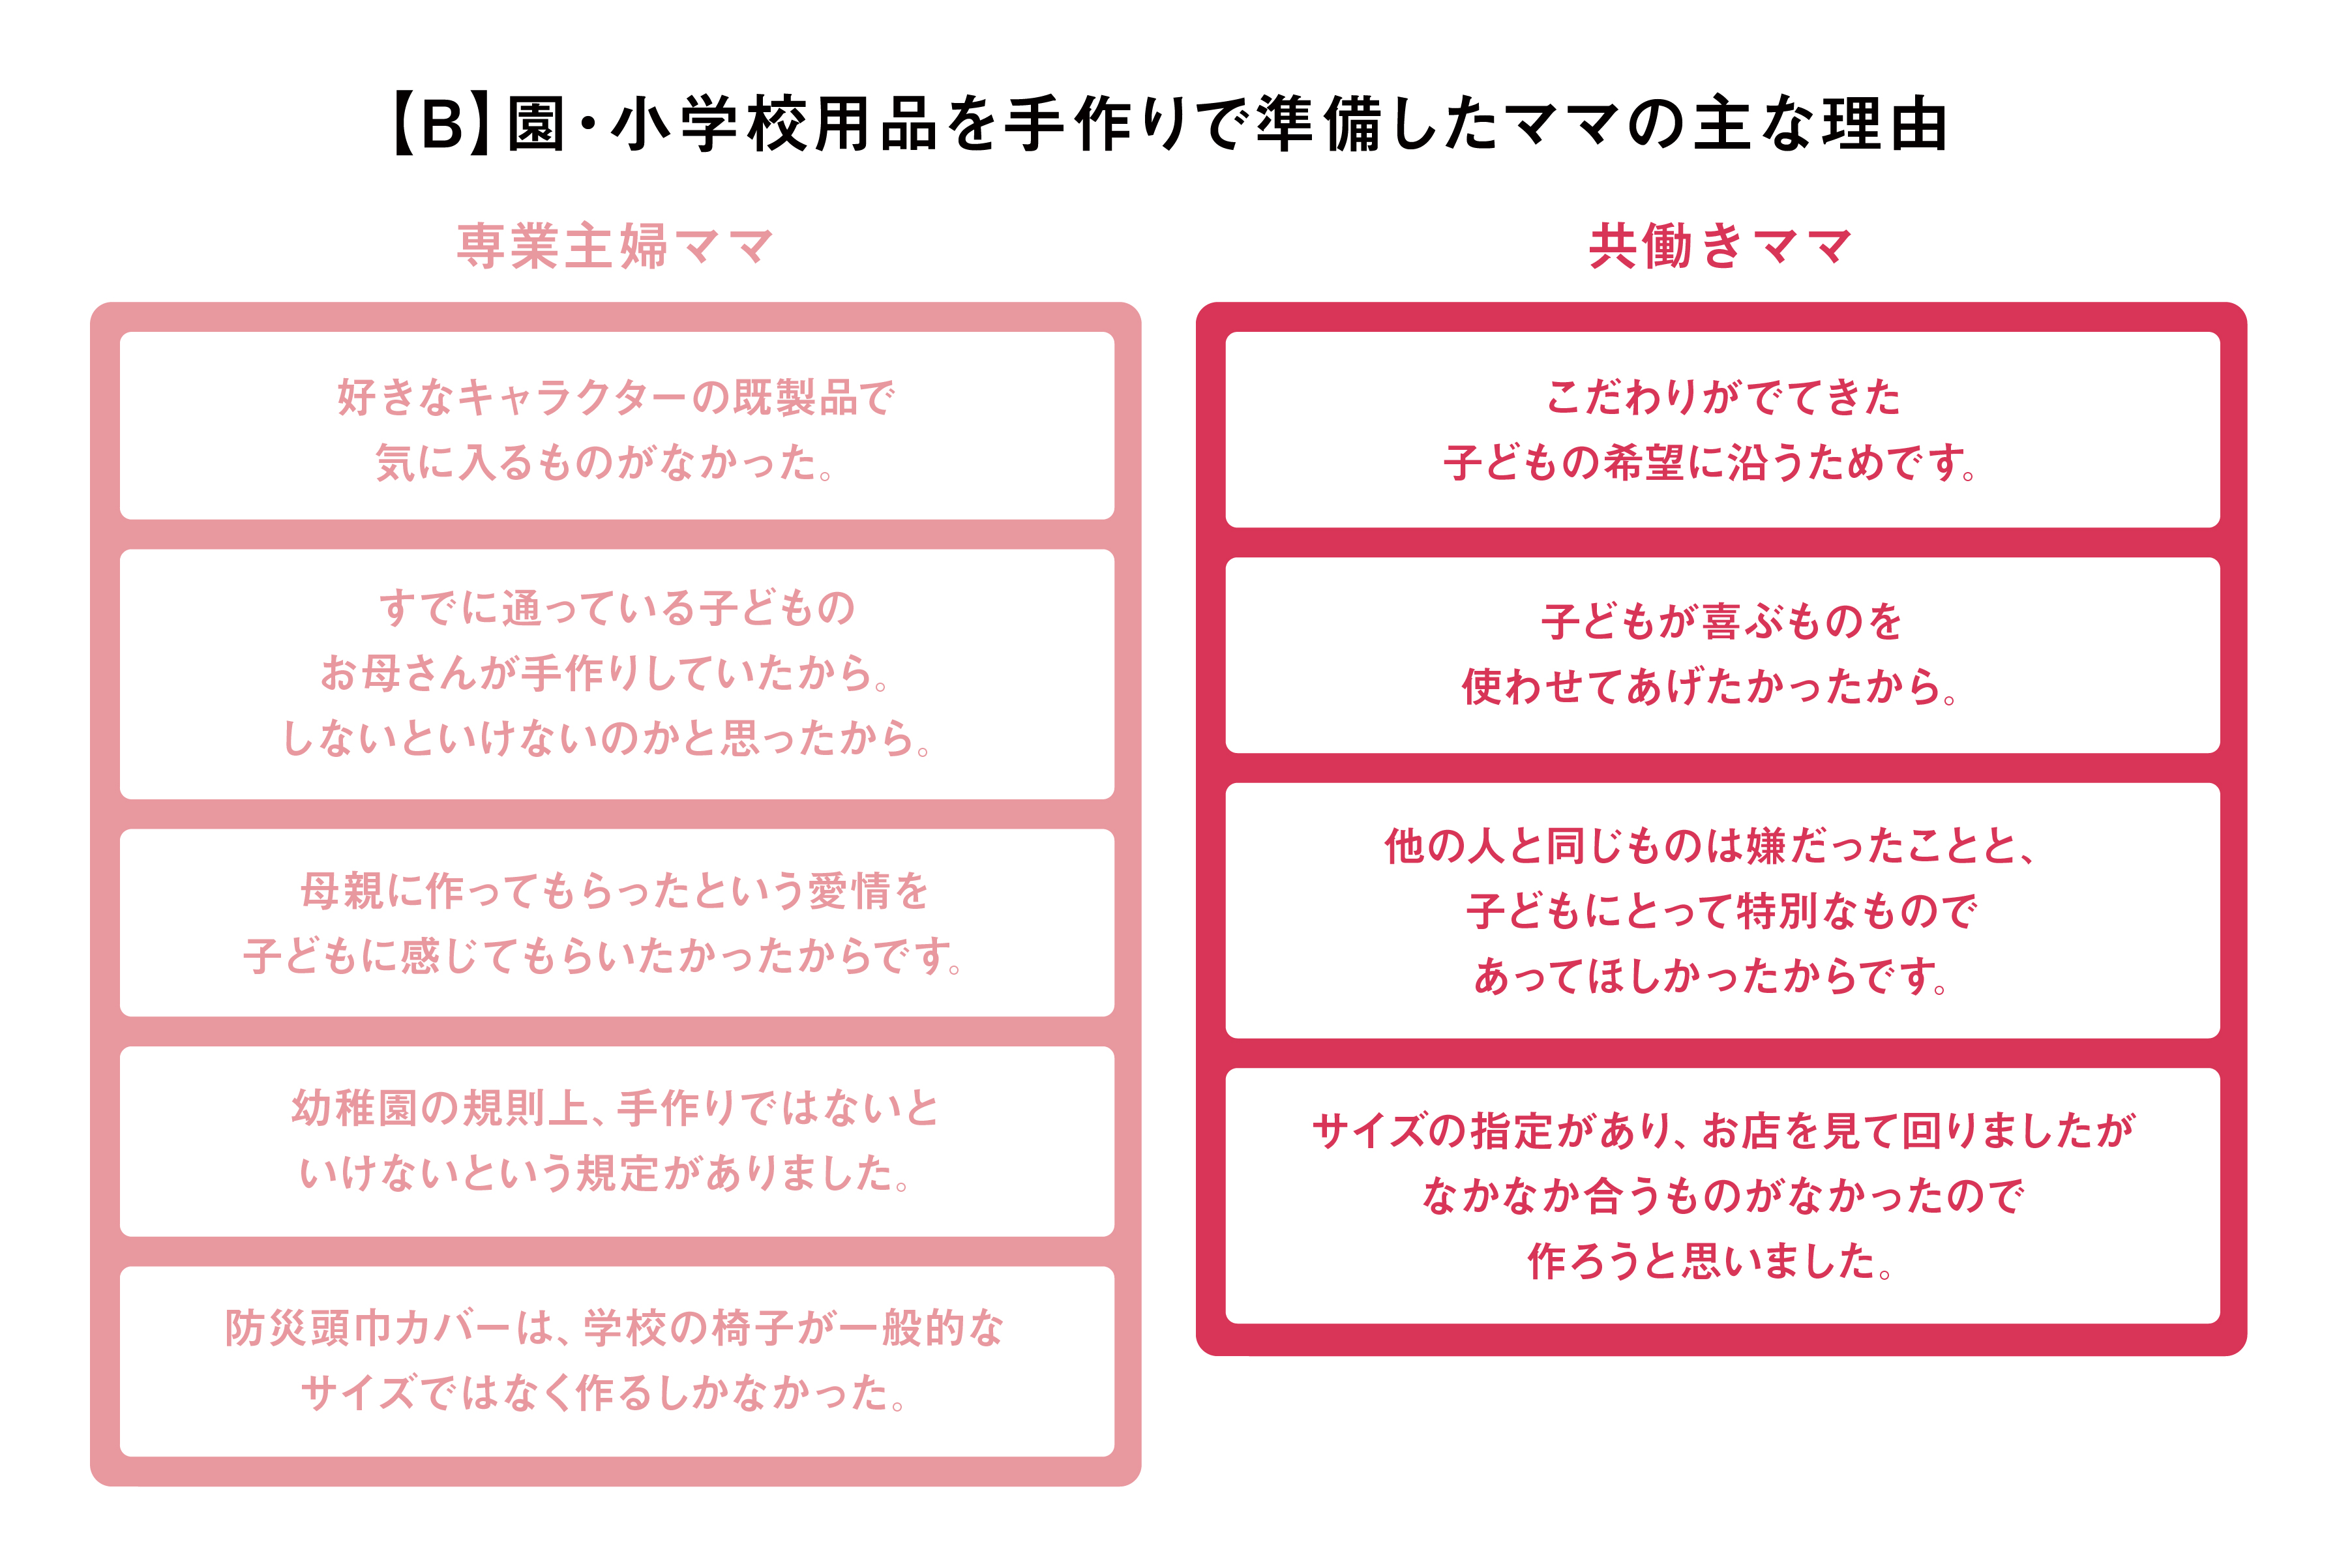 【B】園・小学校用品を手作りで準備したママの主な理由
専業主婦ママ
好きなキャラクターの既製品で
気に入るものがなかった。
すでに通っている子どもの
お母さんが手作りしていたから。
しないといけないのかと思ったから。
母親に作ってもらったという愛情を
子どもに感じてもらいたかったからです。
幼稚園の規則上、手作りではないと
いけないという規定がありました。
防災頭巾カバーは、学校の椅子が一般的な
サイズではなく作るしかなかった。
共働きママ
こだわりがでてきた
子どもの希望に沿うためです。
子どもが喜ぶものを
使わせてあげたかったから。
他の人と同じものは嫌だったことと、
子どもにとって特別なもので
あってほしかったからです。
サイズの指定があり、お店を見て回りましたが
なかなか合うものがなかったので
作ろうと思いました。